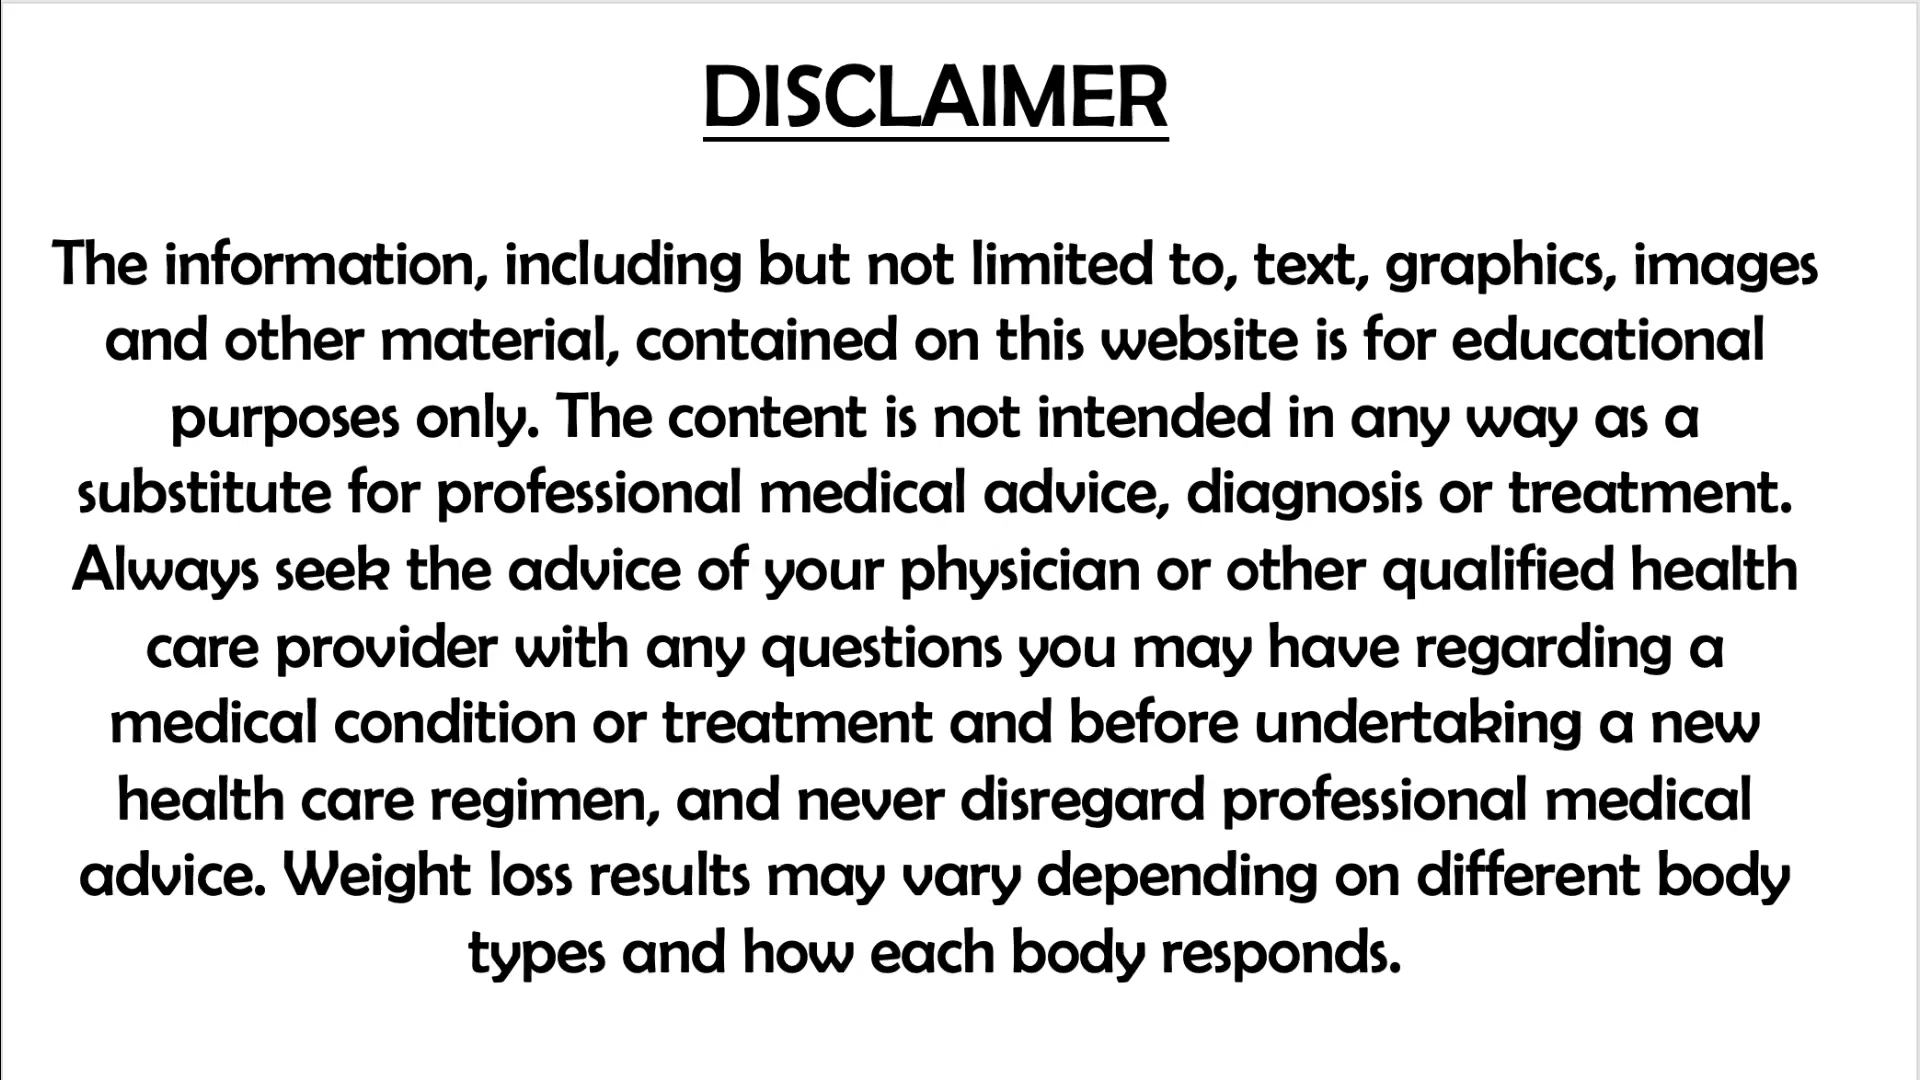 DISCLAIMER
The information, including but not limited to, text, graphics, images
and other material, contained on this website is for educational
purposes only. The content is not intended in any way as a
substitute for professional medical advice, diagnosis or treatment.
Always seek the advice of your physician or other qualified health
care provider with any questions you may have regarding a
medical condition or treatment and before undertaking a new
health care regimen, and never disregard professional medical
advice. Weight loss results may vary depending on different body
types and how each body responds.